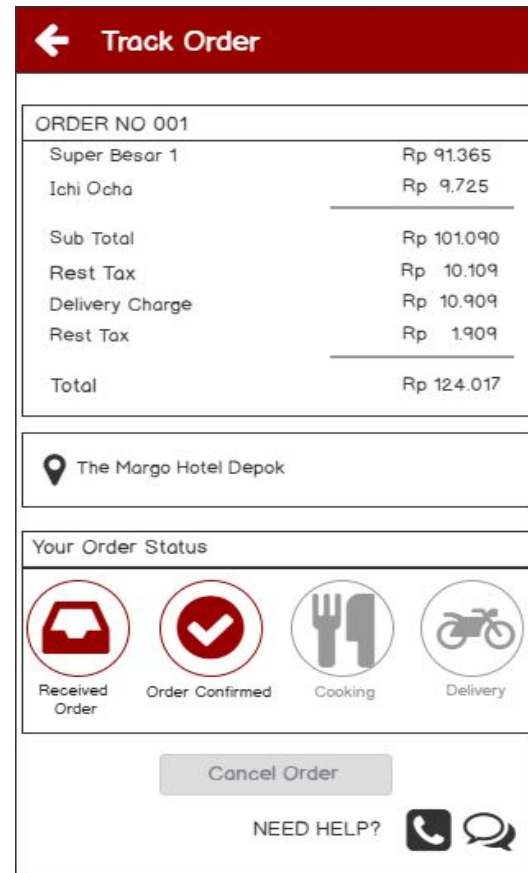 Track Order
ORDER NO 001
Super Besar 1 Rp 91.365
Ichi Ocha Rp 9.725
Sub Total Rp 101.090
Rest Tax Rp 10.109
Delivery Charge Rp 10.909
Rest Tax Rp 1.909
Total Rp 124.017
The Margo Hotel Depok
Your Order Status
Received Order
Order Confirmed
Cooking
Delivery
Cancel Order
NEED HELP?